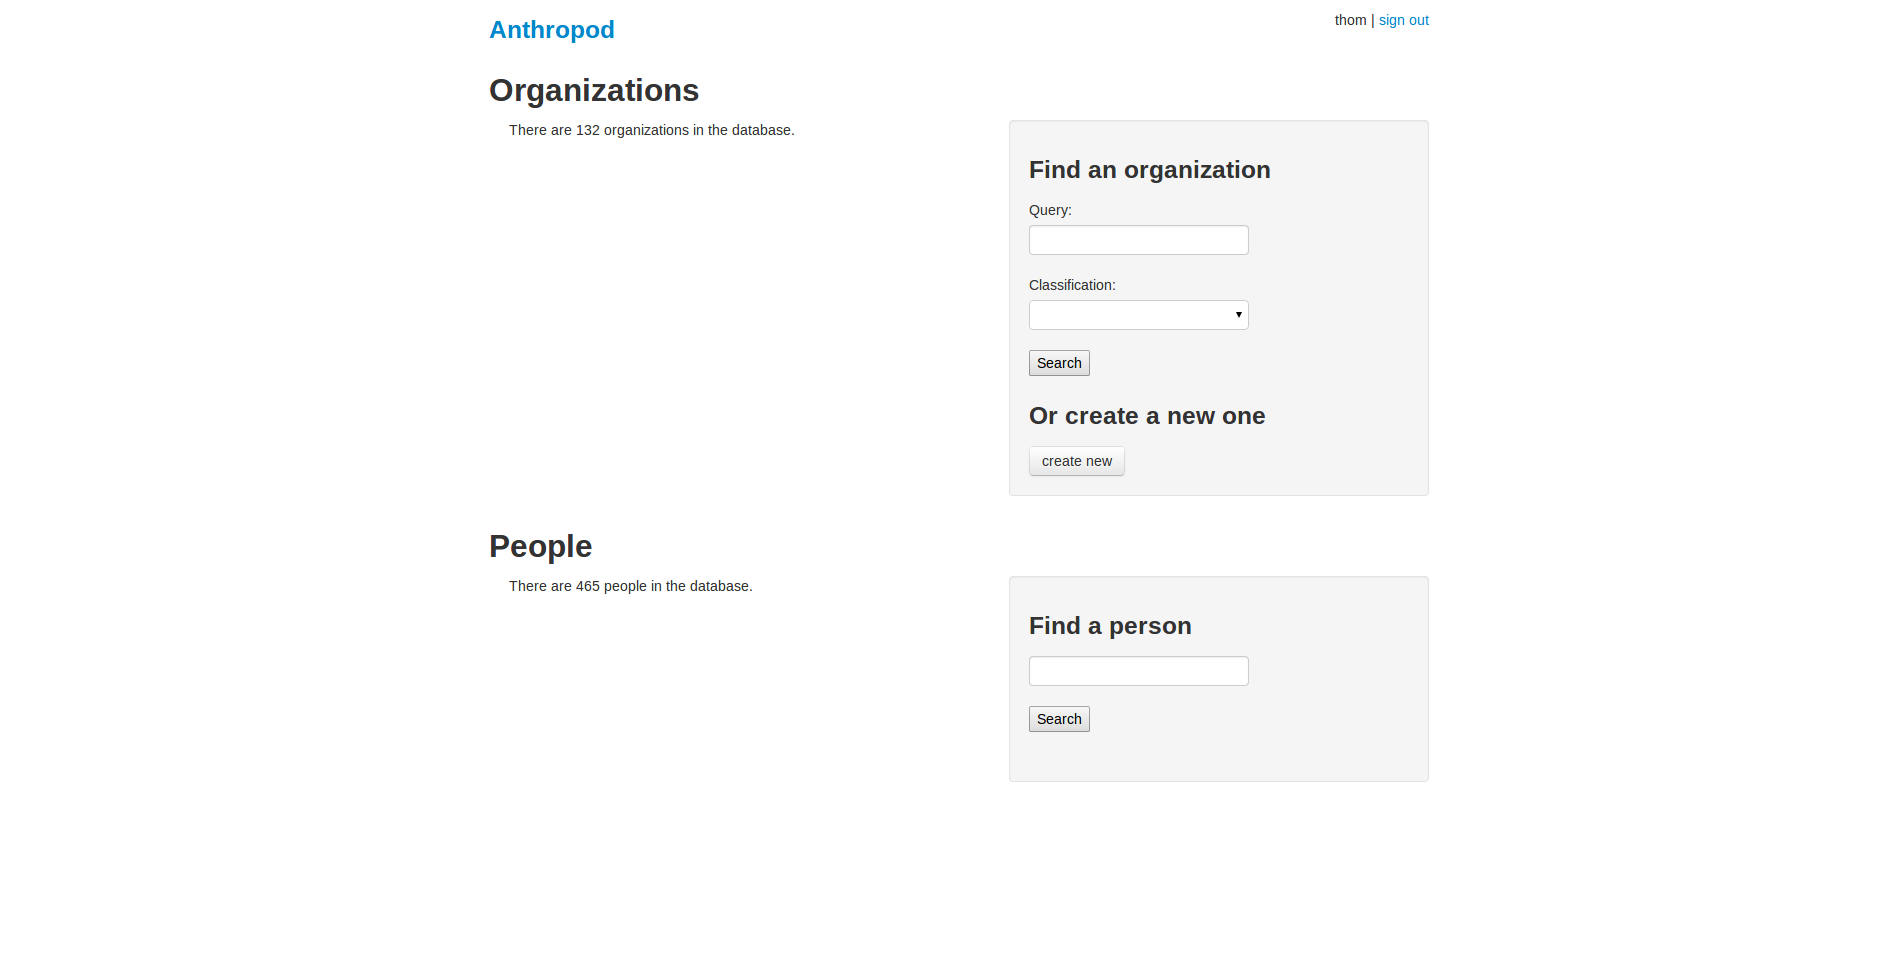 Anthropod
thom | sign out
Organizations
There are 132 organizations in the database.
Find an organization
Query:
Classification:
Search
Or create a new one
create new
People
There are 465 people in the database.
Find a person
Search